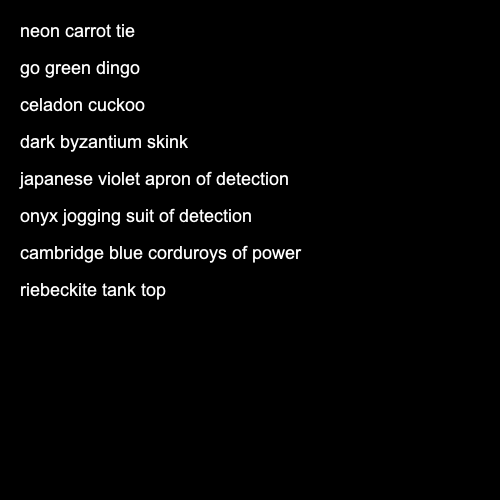 neon carrot tie
go green dingo
celadon cuckoo
dark byzantium skink
japanese violet apron of detection
onyx jogging suit of detection
cambridge blue corduroys of power
riebeckite tank top